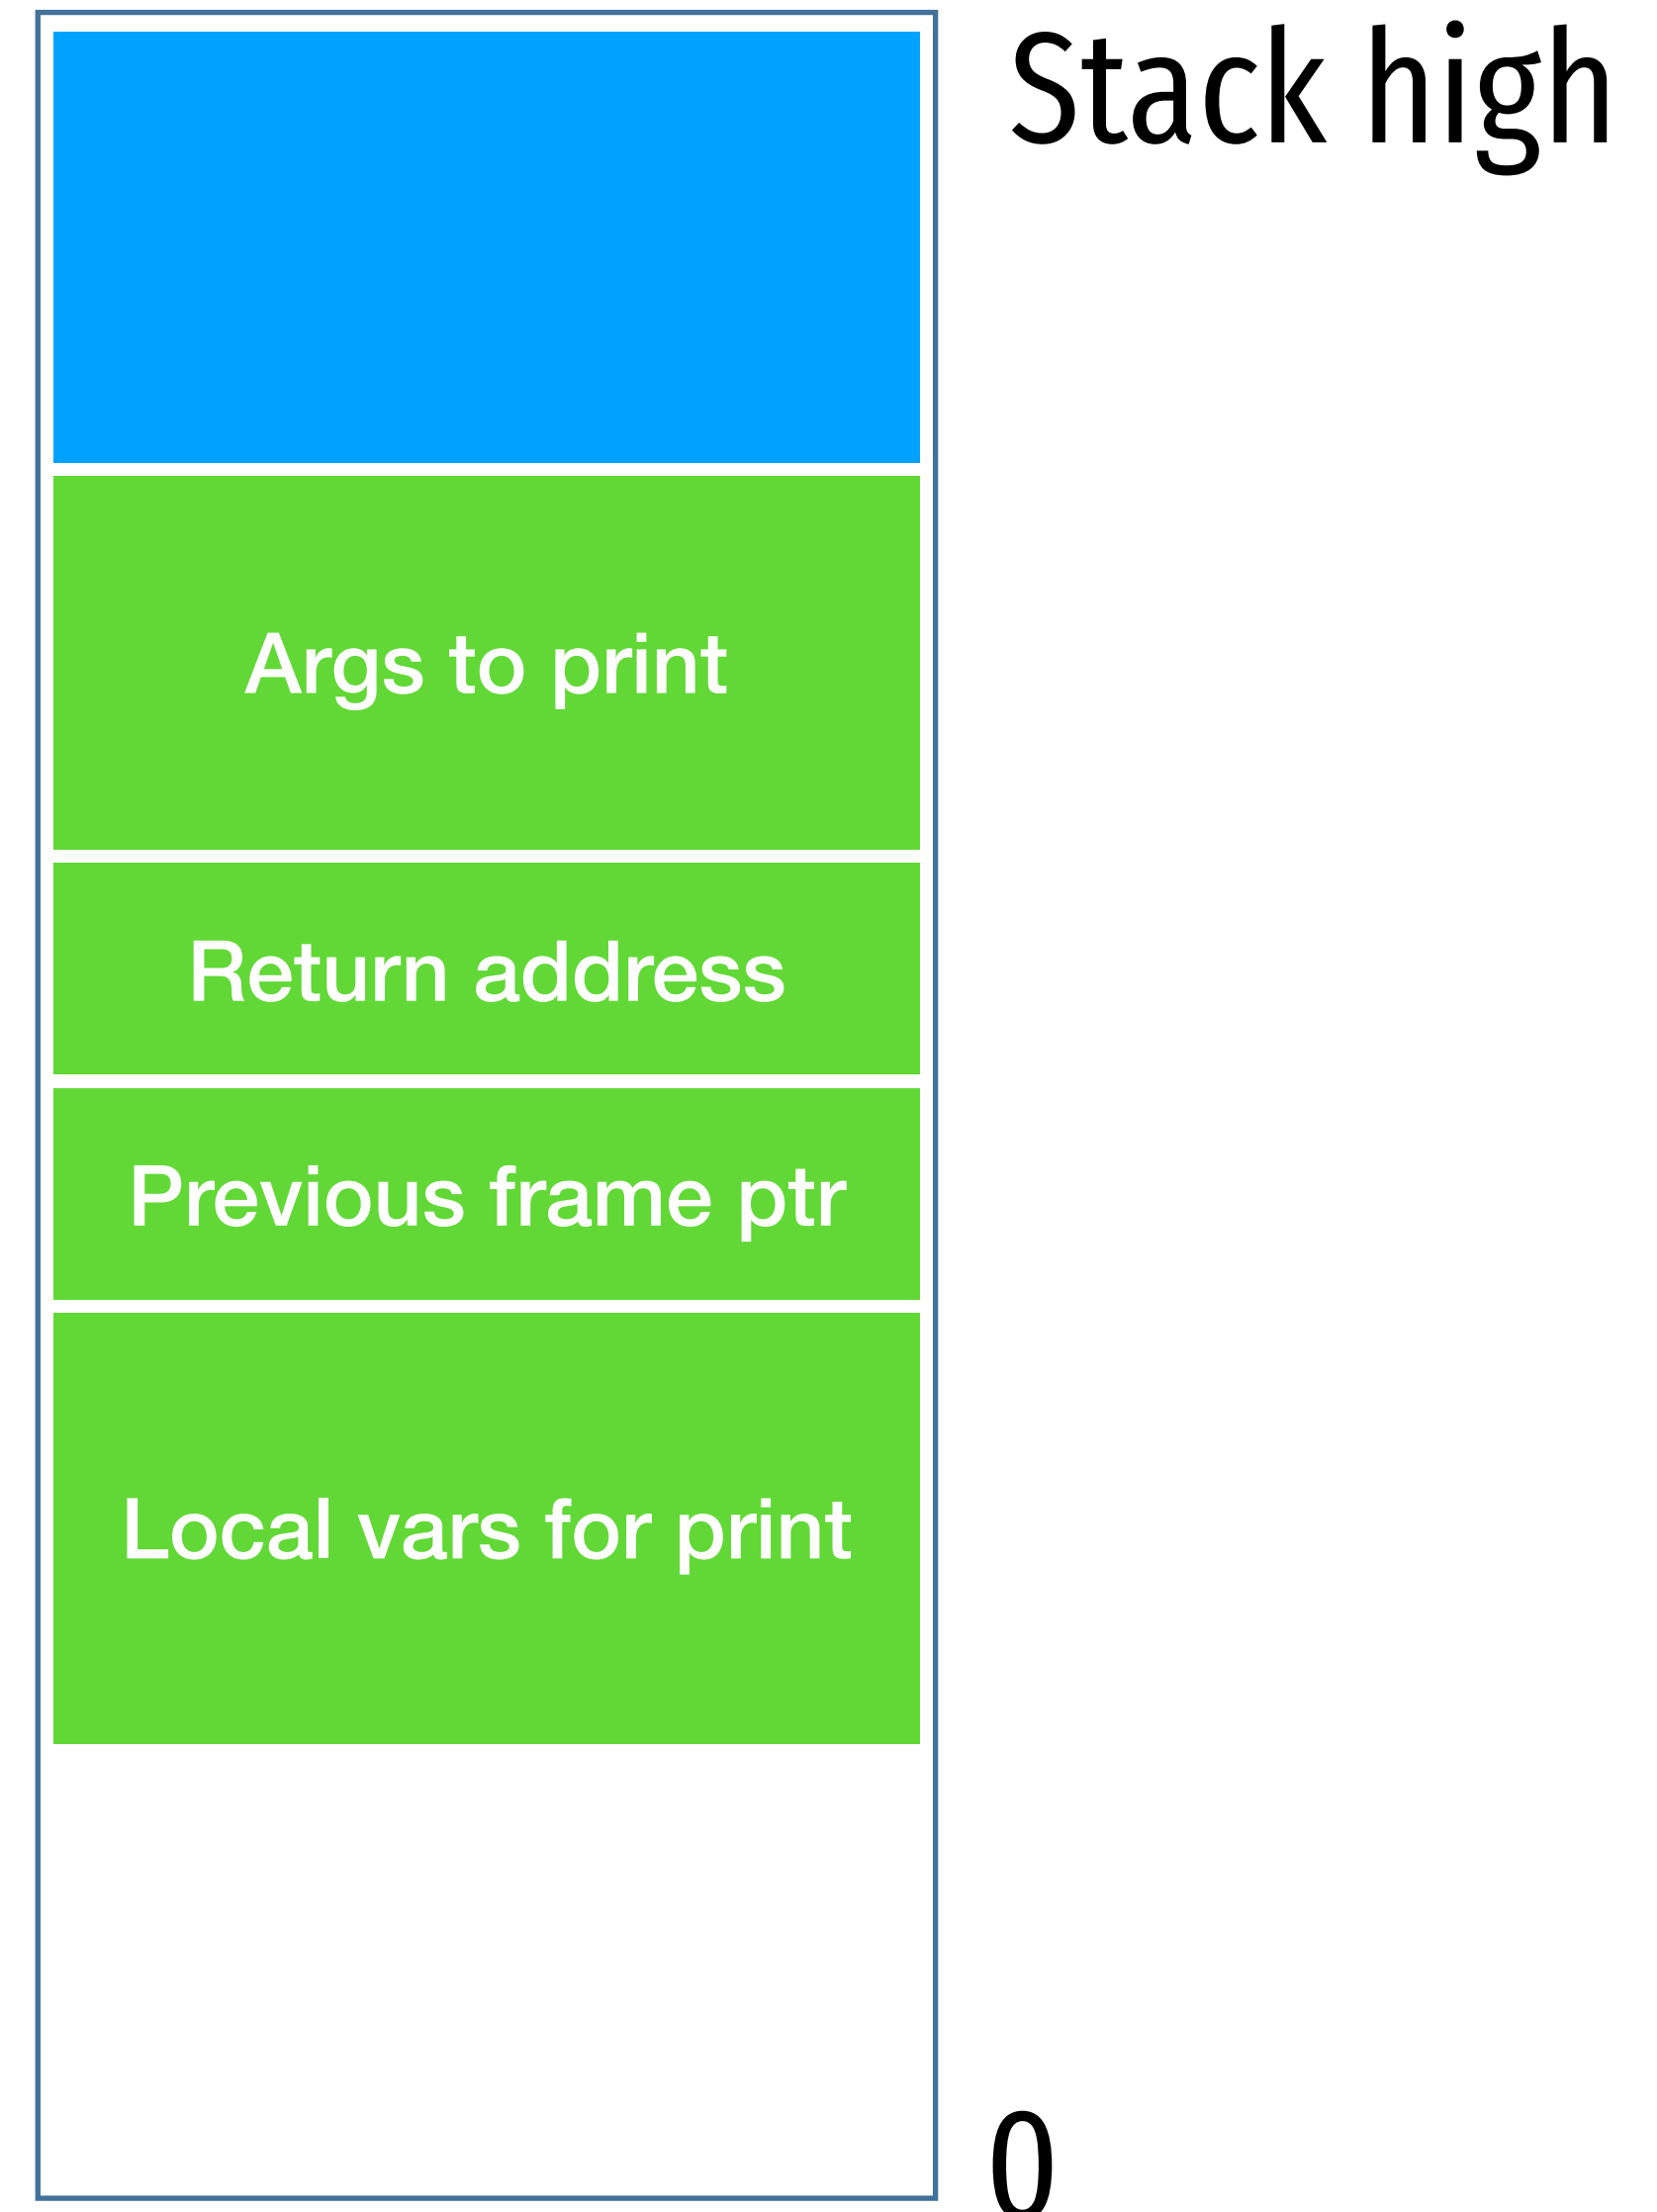 Stack high
Args to print
Return address
Previous frame ptr
Local vars for print
0